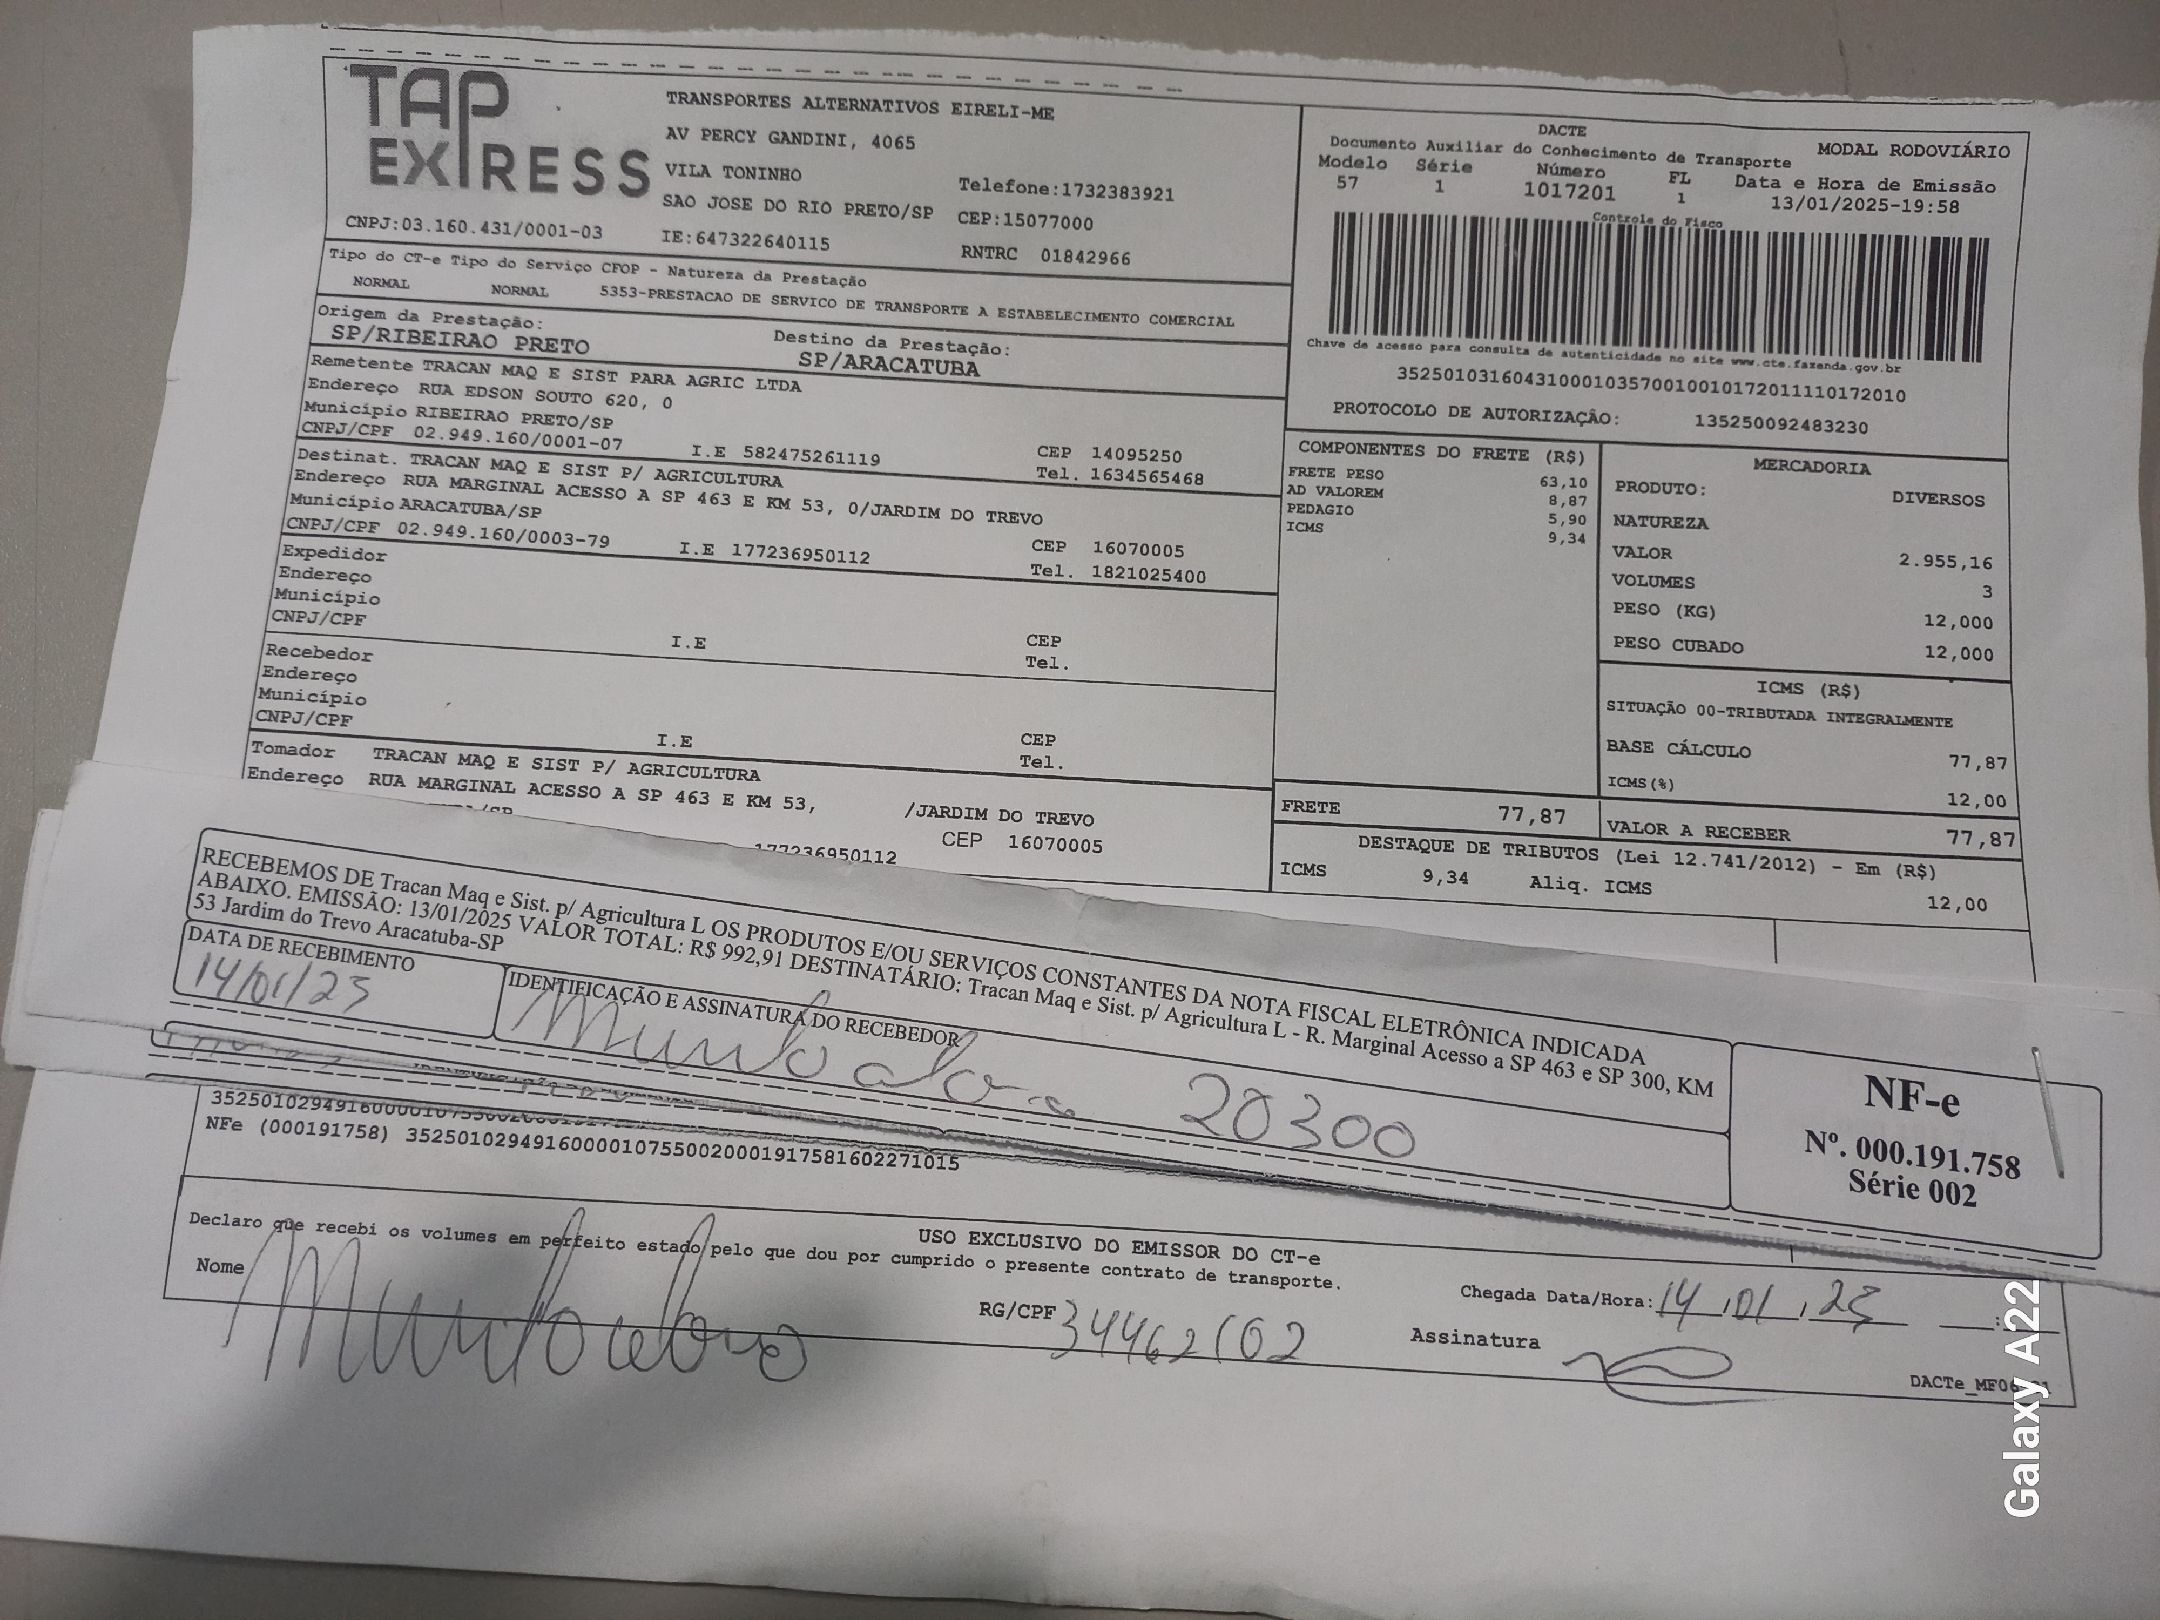 TAP EXPRESS
TRANSPORTES ALTERNATIVOS EIRELI-ME
AV PERCY GANDINI, 4065
VILA TONINHO
Telefone:1732383921
SAO JOSE DO RIO PRETO/SP CEP:15077000
CNPJ:03.160.431/0001-03 IE:647322640115 RNTRC 01842966
DACTE
Documento Auxiliar do Conhecimento de Transporte MODAL RODOVIÁRIO
Modelo Série Número FL Data e Hora de Emissão
57 1 1017201 1 13/01/2025-19:58
Controle do Fisco
Chave de acesso para consulta de autenticidade no site www.cte.fazenda.gov.br
35250103160431000103570010010172011110172010
PROTOCOLO DE AUTORIZAÇÃO: 135250092483230
Tipo do CT-e Tipo do Serviço CFOP - Natureza da Prestação
NORMAL NORMAL 5353-PRESTACAO DE SERVICO DE TRANSPORTE A ESTABELECIMENTO COMERCIAL
Origem da Prestação: Destino da Prestação:
SP/RIBEIRAO PRETO SP/ARACATUBA
Remetente TRACAN MAQ E SIST PARA AGRIC LTDA
Endereço RUA EDSON SOUTO 620, 0
Município RIBEIRAO PRETO/SP CEP 14095250
CNPJ/CPF 02.949.160/0001-07 I.E 582475261119 Tel. 1634565468
Destinat. TRACAN MAQ E SIST P/ AGRICULTURA
Endereço RUA MARGINAL ACESSO A SP 463 E KM 53, 0/JARDIM DO TREVO
Município ARACATUBA/SP CEP 16070005
CNPJ/CPF 02.949.160/0003-79 I.E 177236950112 Tel. 1821025400
Expedidor
Endereço
Município CEP
CNPJ/CPF I.E Tel.
Recebedor
Endereço
Município CEP
CNPJ/CPF I.E Tel.
Tomador TRACAN MAQ E SIST P/ AGRICULTURA
Endereço RUA MARGINAL ACESSO A SP 463 E KM 53, /JARDIM DO TREVO
177236950112 CEP 16070005
COMPONENTES DO FRETE (R$)
FRETE PESO 63,10
AD VALOREM 8,87
PEDAGIO 5,90
ICMS 9,34
MERCADORIA
PRODUTO: DIVERSOS
NATUREZA
VALOR 2.955,16
VOLUMES 3
PESO (KG) 12,000
PESO CUBADO 12,000
ICMS (R$)
SITUAÇÃO 00-TRIBUTADA INTEGRALMENTE
BASE CÁLCULO 77,87
ICMS(%) 12,00
FRETE 77,87 VALOR A RECEBER 77,87
DESTAQUE DE TRIBUTOS (Lei 12.741/2012) - Em (R$)
ICMS 9,34 Aliq. ICMS 12,00
RECEBEMOS DE Tracan Maq e Sist. p/ Agricultura L OS PRODUTOS E/OU SERVIÇOS CONSTANTES DA NOTA FISCAL ELETRÔNICA INDICADA
ABAIXO. EMISSÃO: 13/01/2025 VALOR TOTAL: R$ 992,91 DESTINATÁRIO: Tracan Maq e Sist. p/ Agricultura L - R. Marginal Acesso a SP 463 e SP 300, KM
53 Jardim do Trevo Aracatuba-SP
DATA DE RECEBIMENTO IDENTIFICAÇÃO E ASSINATURA DO RECEBEDOR
14/01/25 20300
NF-e
Nº. 000.191.758
Série 002
NFe (000191758) 35250102949160000107550020001917581602271015
USO EXCLUSIVO DO EMISSOR DO CT-e
Declaro que recebi os volumes em perfeito estado pelo que dou por cumprido o presente contrato de transporte.
Nome RG/CPF Chegada Data/Hora: 14 01 25
Assinatura
Galaxy A22